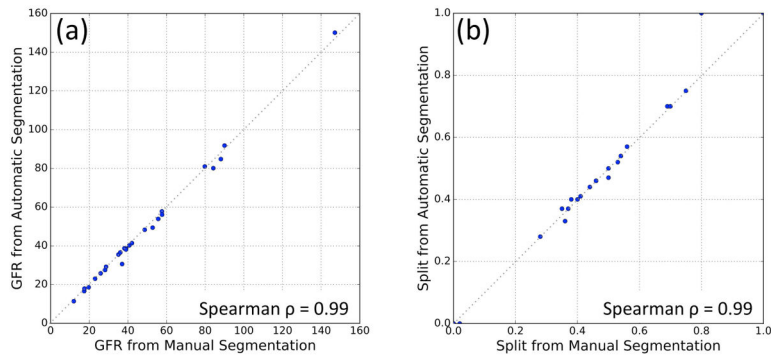 (a)
GFR from Automatic Segmentation
160
140
120
100
80
60
40
20
0
0 20 40 60 80 100 120 140 160
GFR from Manual Segmentation
Spearman ρ = 0.99
(b)
Split from Automatic Segmentation
1.0
0.8
0.6
0.4
0.2
0.0
0.0 0.2 0.4 0.6 0.8 1.0
Split from Manual Segmentation
Spearman ρ = 0.99